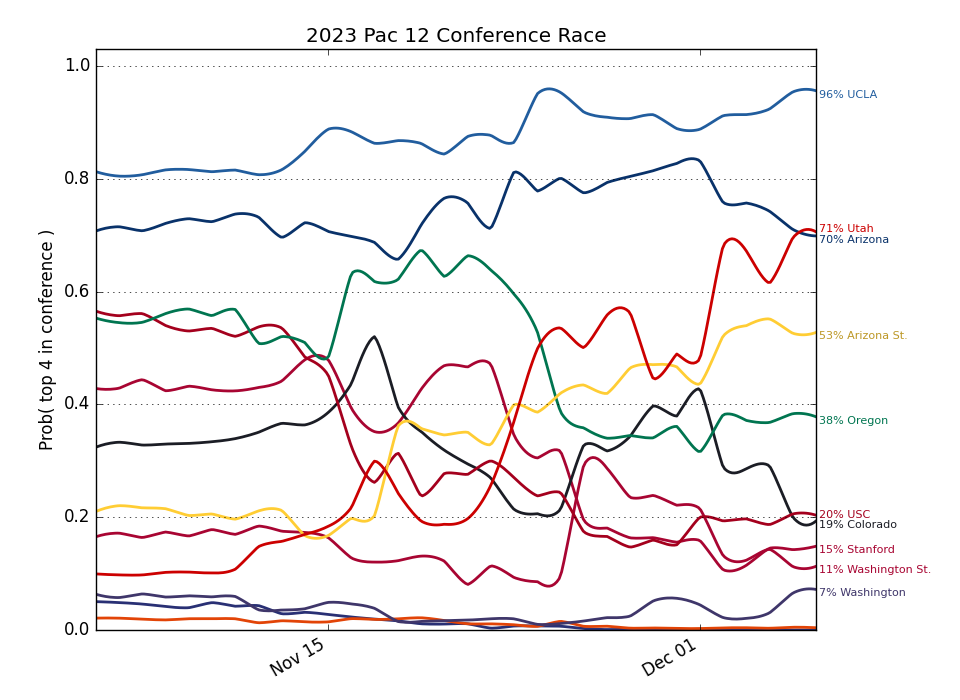 2023 Pac 12 Conference Race
Prob( top 4 in conference )
1.0
0.8
0.6
0.4
0.2
0.0
Nov 15
Dec 01
96% UCLA
71% Utah
70% Arizona
53% Arizona St.
38% Oregon
20% USC
19% Colorado
15% Stanford
11% Washington St.
7% Washington